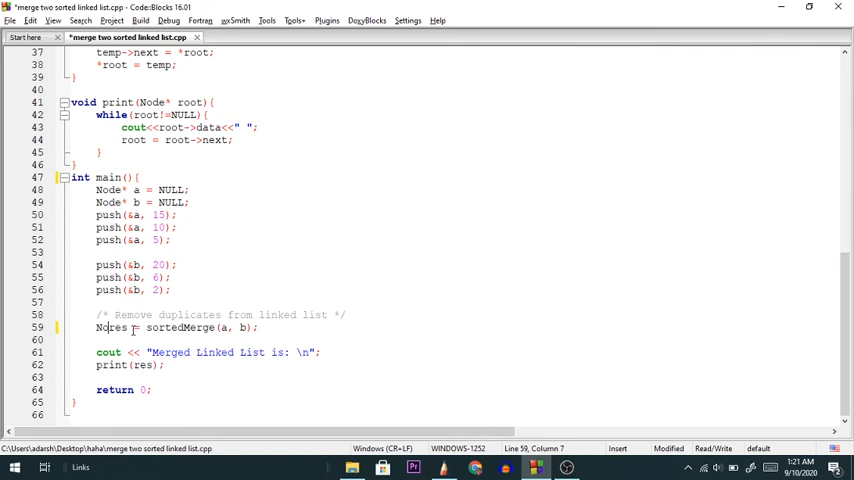 *merge two sorted linked list.cpp - Code::Blocks 16.01
File Edit View Search Project Build Debug Fortran wxSmith Tools Tools+ Plugins DoxyBlocks Settings Help
Start here × *merge two sorted linked list.cpp ×
37 temp->next = *root;
38 *root = temp;
39 }
40
41 void print(Node* root){
42 while(root!=NULL){
43 cout<<root->data<<" ";
44 root = root->next;
45 }
46 }
47 int main(){
48 Node* a = NULL;
49 Node* b = NULL;
50 push(&a, 15);
51 push(&a, 10);
52 push(&a, 5);
53
54 push(&b, 20);
55 push(&b, 6);
56 push(&b, 2);
57
58 /* Remove duplicates from linked list */
59 Nores = sortedMerge(a, b);
60
61 cout << "Merged Linked List is: \n";
62 print(res);
63
64 return 0;
65 }
66
C:\Users\adarsh\Desktop\haha\merge two sorted linked list.cpp Windows (CR+LF) WINDOWS-1252 Line 59, Column 7 Insert Modified Read/Write default
Links 1:21 AM
9/10/2020